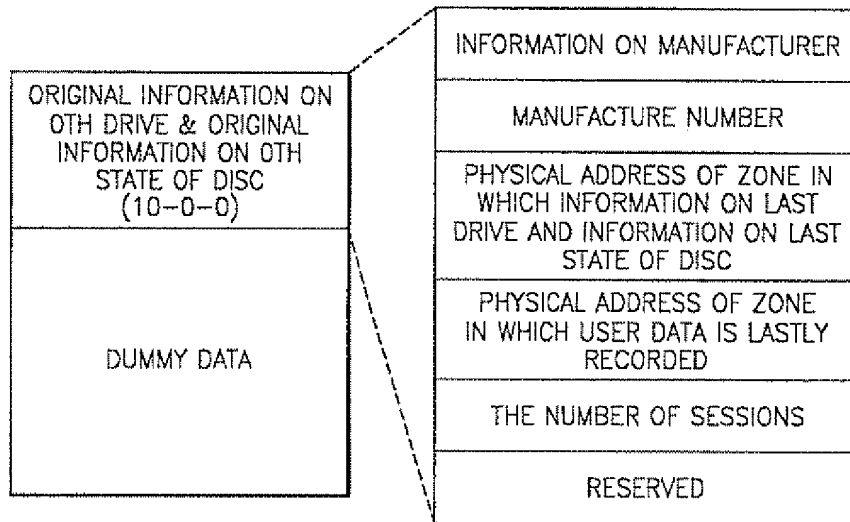 ORIGINAL INFORMATION ON
0TH DRIVE & ORIGINAL
INFORMATION ON 0TH
STATE OF DISC
(10-0-0)
DUMMY DATA
INFORMATION ON MANUFACTURER
MANUFACTURE NUMBER
PHYSICAL ADDRESS OF ZONE IN
WHICH INFORMATION ON LAST
DRIVE AND INFORMATION ON LAST
STATE OF DISC
PHYSICAL ADDRESS OF ZONE
IN WHICH USER DATA IS LASTLY
RECORDED
THE NUMBER OF SESSIONS
RESERVED